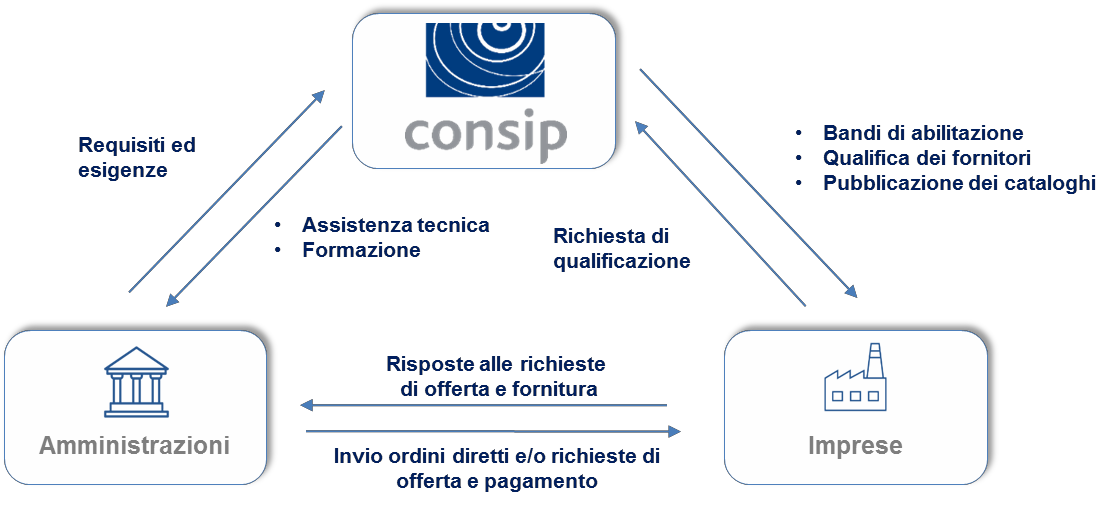 consip
Requisiti ed
esigenze
• Assistenza tecnica
• Formazione
Richiesta di
qualificazione
• Bandi di abilitazione
• Qualifica dei fornitori
• Pubblicazione dei cataghi
Amministrazioni
Risposte alle richieste
di offerta e fornitura
Invio ordini diretti e/o richieste di
offerta e pagamento
Imprese